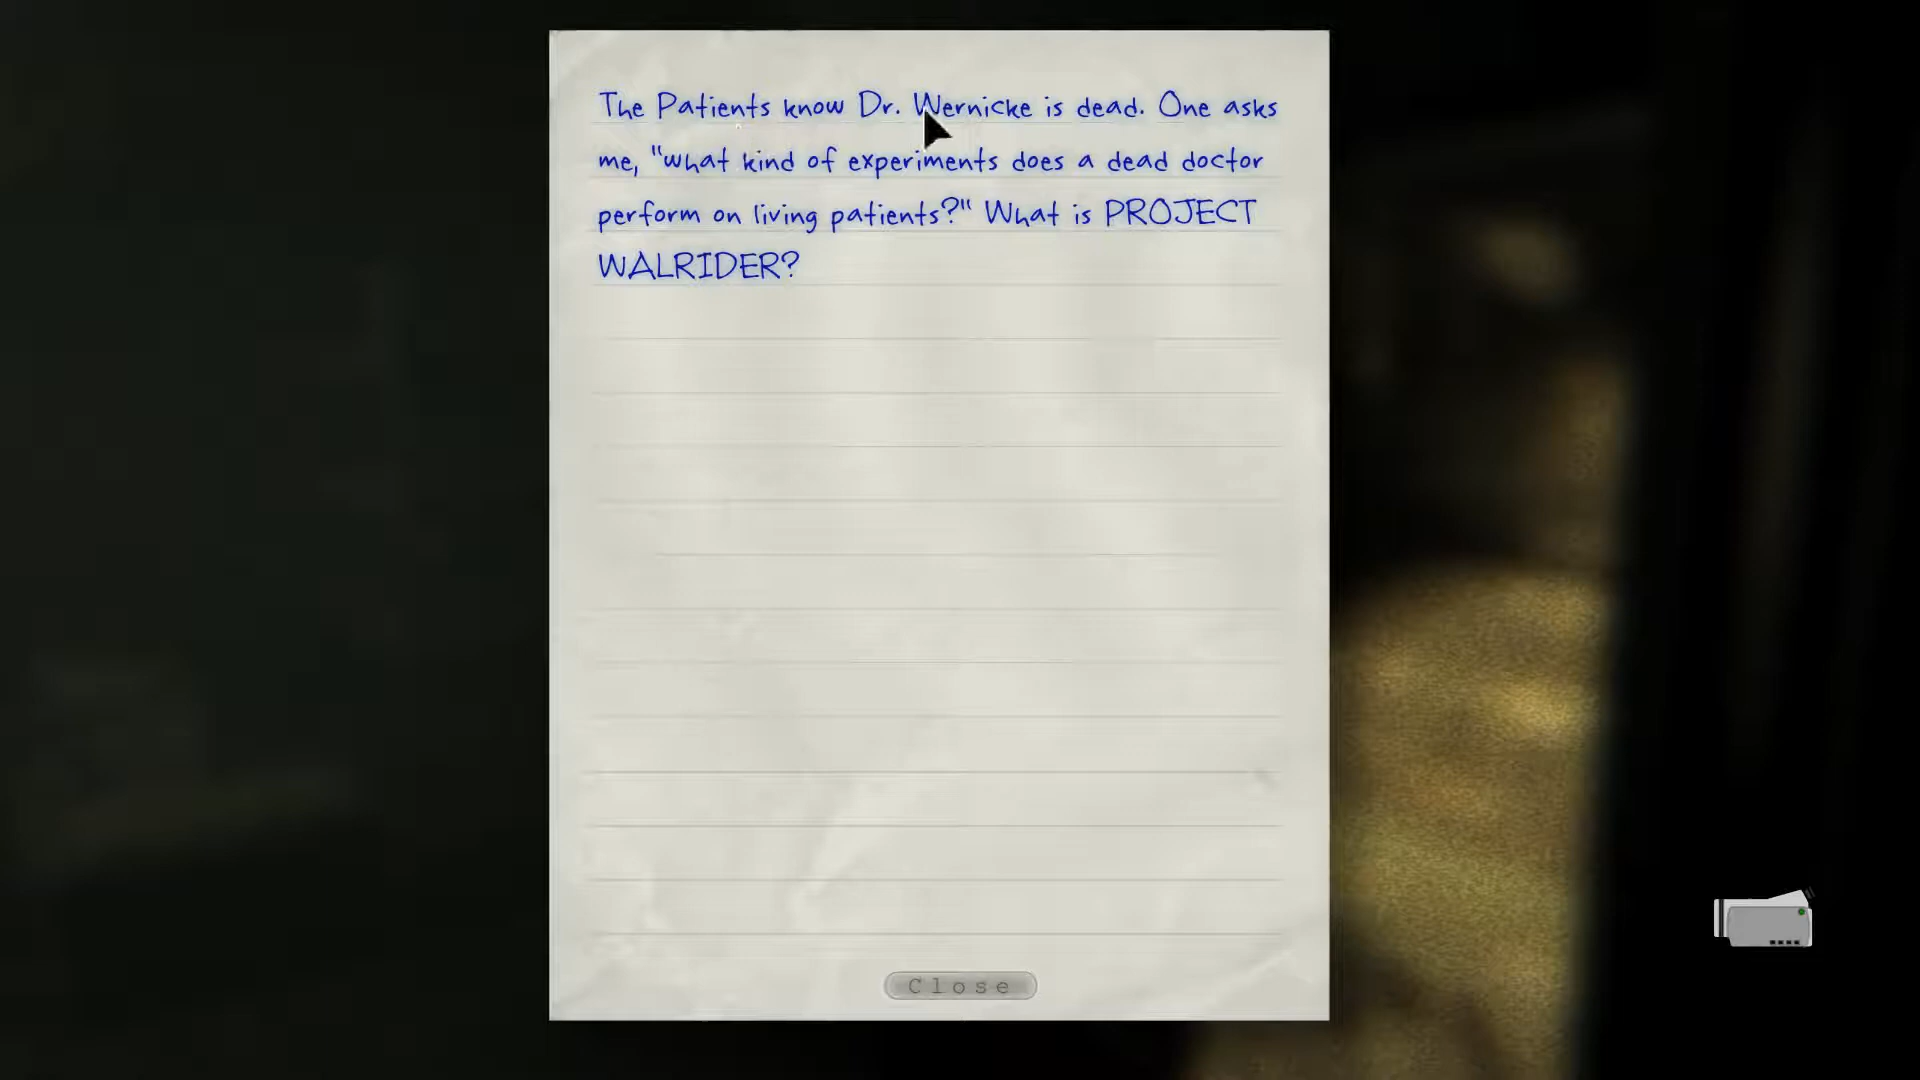 The Patients know Dr. Wernicke is dead. One asks
me, "what kind of experiments does a dead doctor
perform on living patients?" What is PROJECT
WALRIDER?
Close